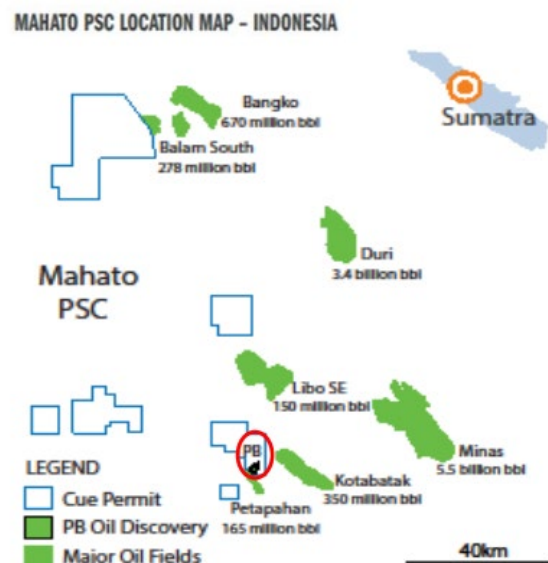 MAHATO PSC LOCATION MAP – INDONESIA
Bangko
670 million bbl
Sumatra
Balam South
278 million bbl
Duri
3.4 billion bbl
Mahato
PSC
Libo SE
150 million bbl
PB
Minas
5.5 billion bbl
Kotabatak
350 million bbl
Petapahan
165 million bbl
LEGEND
Cue Permit
PB Oil Discovery
Major Oil Fields
40km